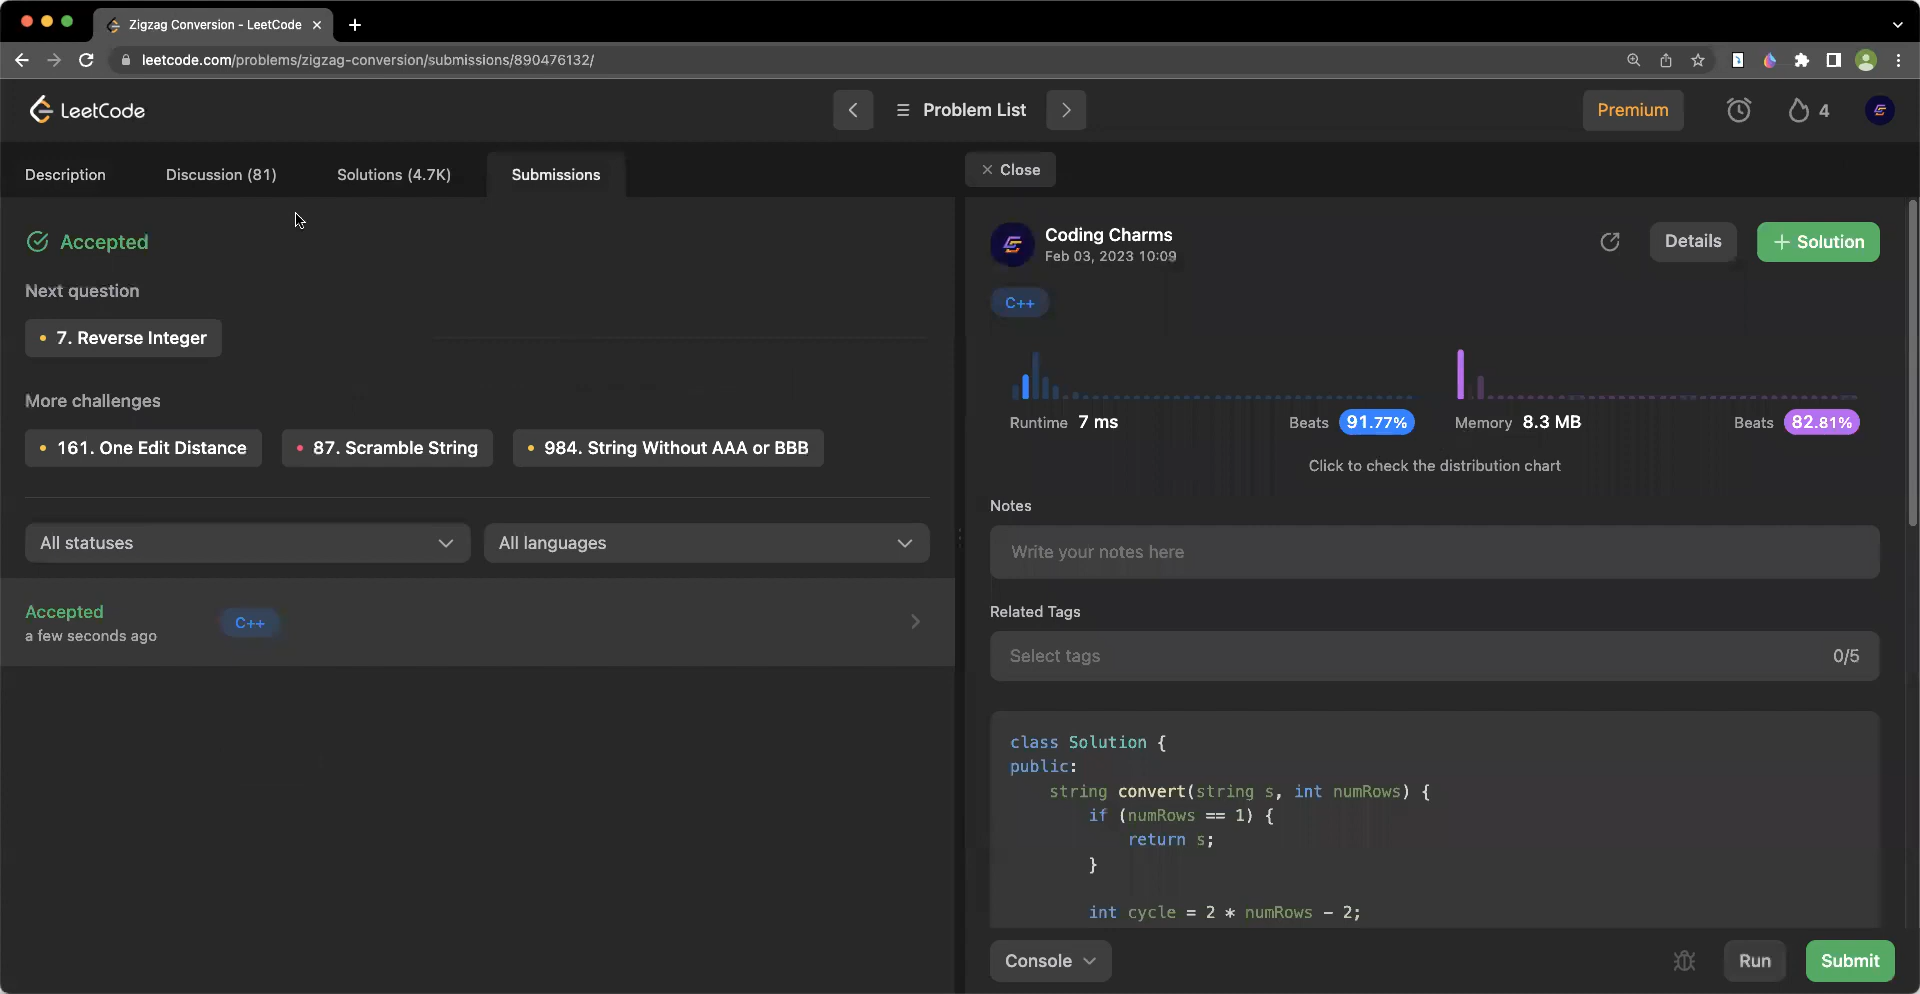 Zigzag Conversion - LeetCode
leetcode.com/problems/zigzag-conversion/submissions/890476132/
LeetCode
Problem List
Premium
4
Description
Discussion (81)
Solutions (4.7K)
Submissions
Close
Accepted
Next question
7. Reverse Integer
More challenges
161. One Edit Distance
87. Scramble String
984. String Without AAA or BBB
All statuses
All languages
Accepted
a few seconds ago
C++
Coding Charms
Feb 03, 2023 10:09
Details
+ Solution
C++
Runtime 7 ms
Beats 91.77%
Memory 8.3 MB
Beats 82.81%
Click to check the distribution chart
Notes
Write your notes here
Related Tags
Select tags
0/5
class Solution {
public:
    string convert(string s, int numRows) {
        if (numRows == 1) {
            return s;
        }
        int cycle = 2 * numRows - 2;
Console
Run
Submit